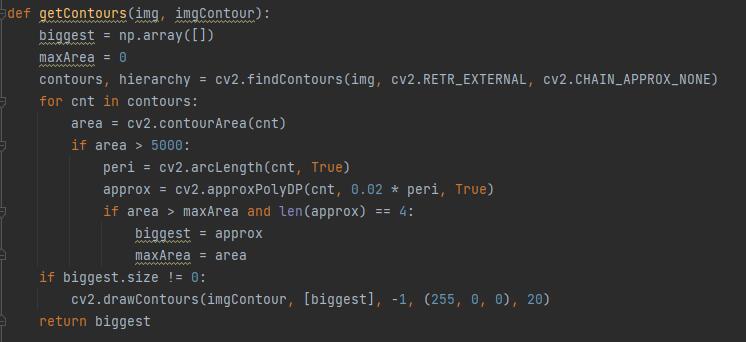 def getContours(img, imgContour):
    biggest = np.array([])
    maxArea = 0
    contours, hierarchy = cv2.findContours(img, cv2.RETR_EXTERNAL, cv2.CHAIN_APPROX_NONE)
    for cnt in contours:
        area = cv2.contourArea(cnt)
        if area > 5000:
            peri = cv2.arcLength(cnt, True)
            approx = cv2.approxPolyDP(cnt, 0.02 * peri, True)
            if area > maxArea and len(approx) == 4:
                biggest = approx
                maxArea = area
    if biggest.size != 0:
        cv2.drawContours(imgContour, [biggest], -1, (255, 0, 0), 20)
    return biggest